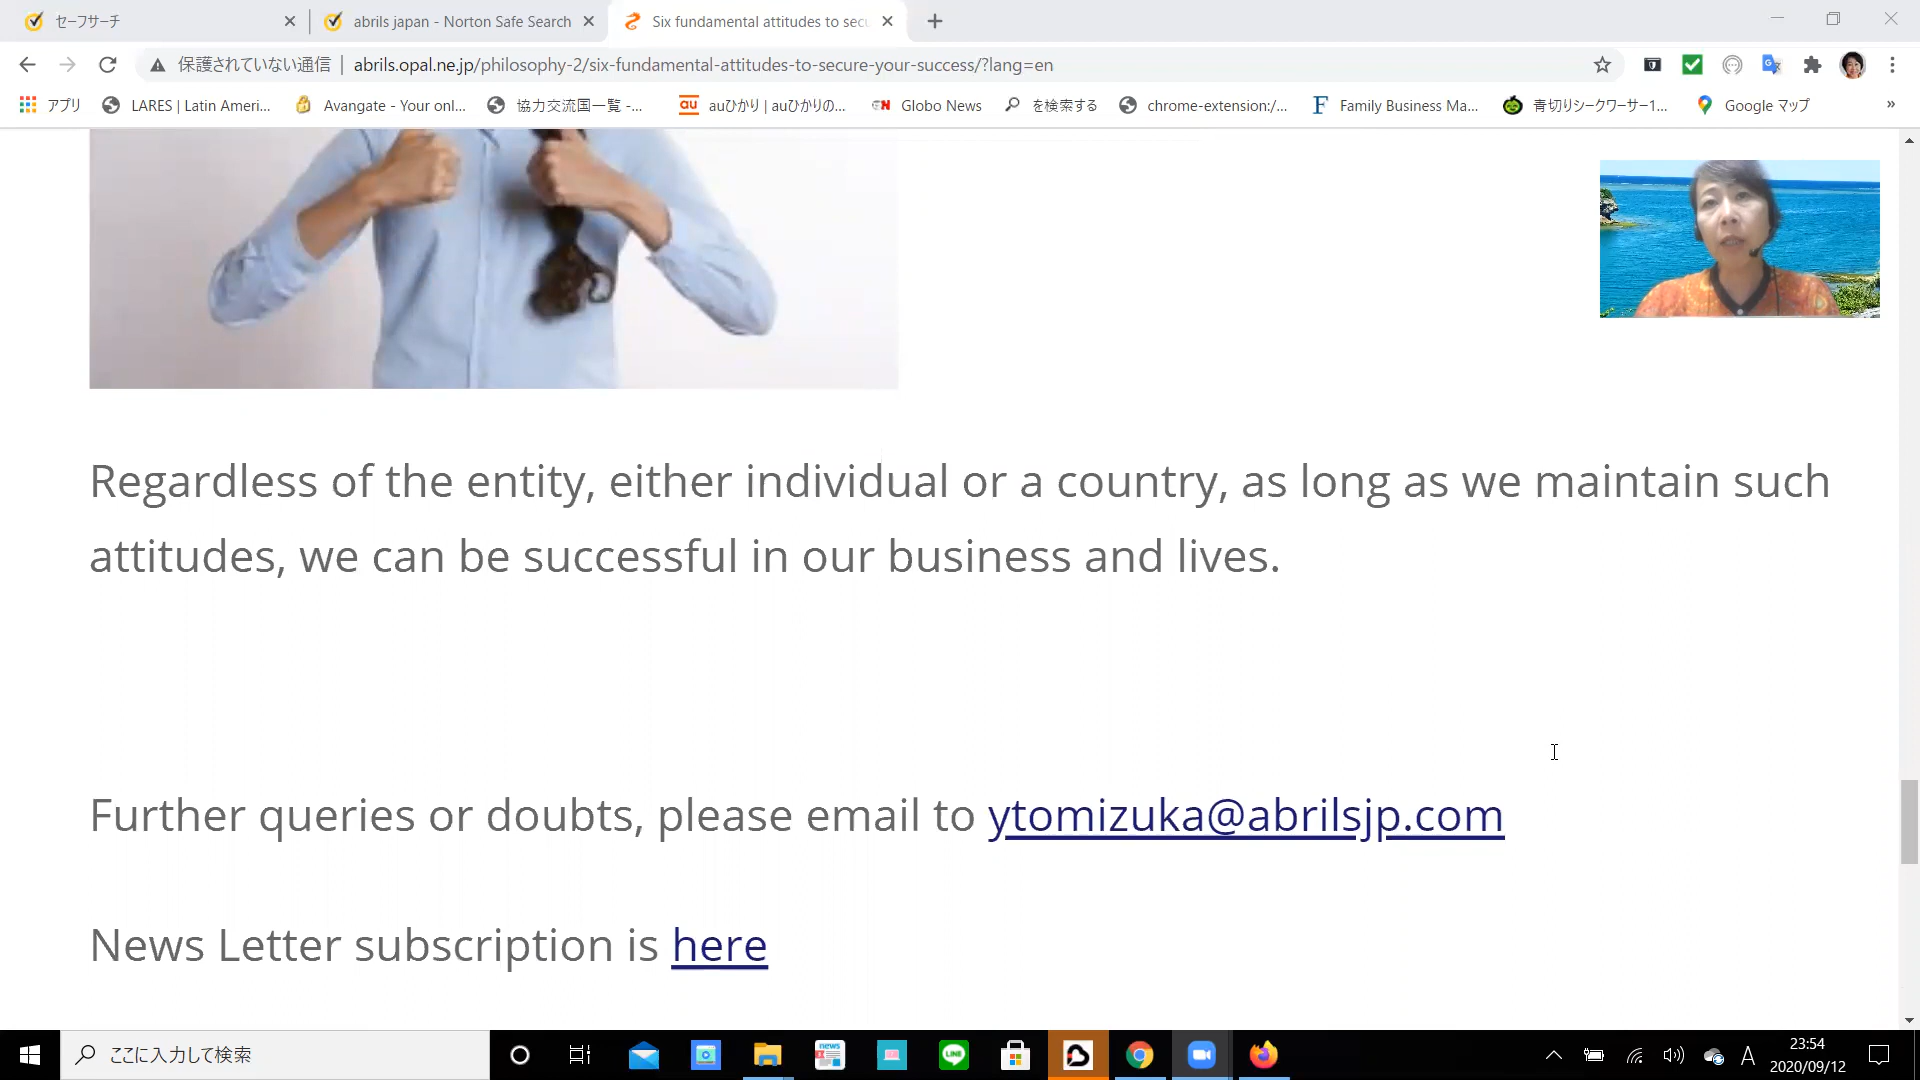 セーフサーチ
abrils japan - Norton Safe Search
Six fundamental attitudes to secu
保護されていない通信 | abrils.opal.ne.jp/philosophy-2/six-fundamental-attitudes-to-secure-your-success/?lang=en
アプリ
LARES | Latin Ameri...
Avangate - Your onl...
協力交流国一覧 -...
au
auひかり | auひかりの...
Globo News
を検索する
chrome-extension:/...
Family Business Ma...
青切りシークワーサー1...
Google マップ
»
Regardless of the entity, either individual or a country, as long as we maintain such
attitudes, we can be successful in our business and lives.
Further queries or doubts, please email to ytomizuka@abrilsjp.com
News Letter subscription is here
ここに入力して検索
news
LINE
A
23:54
2020/09/12